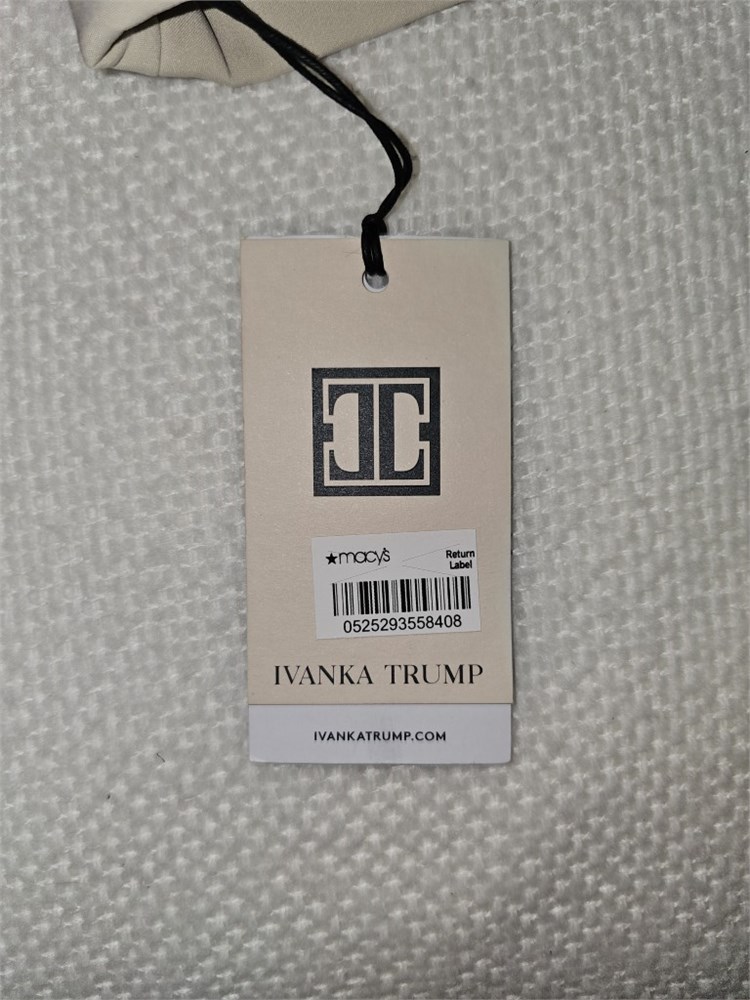 ★macy's
Return
Label
0525293558408
IVANKA TRUMP
IVANKATRUMP.COM